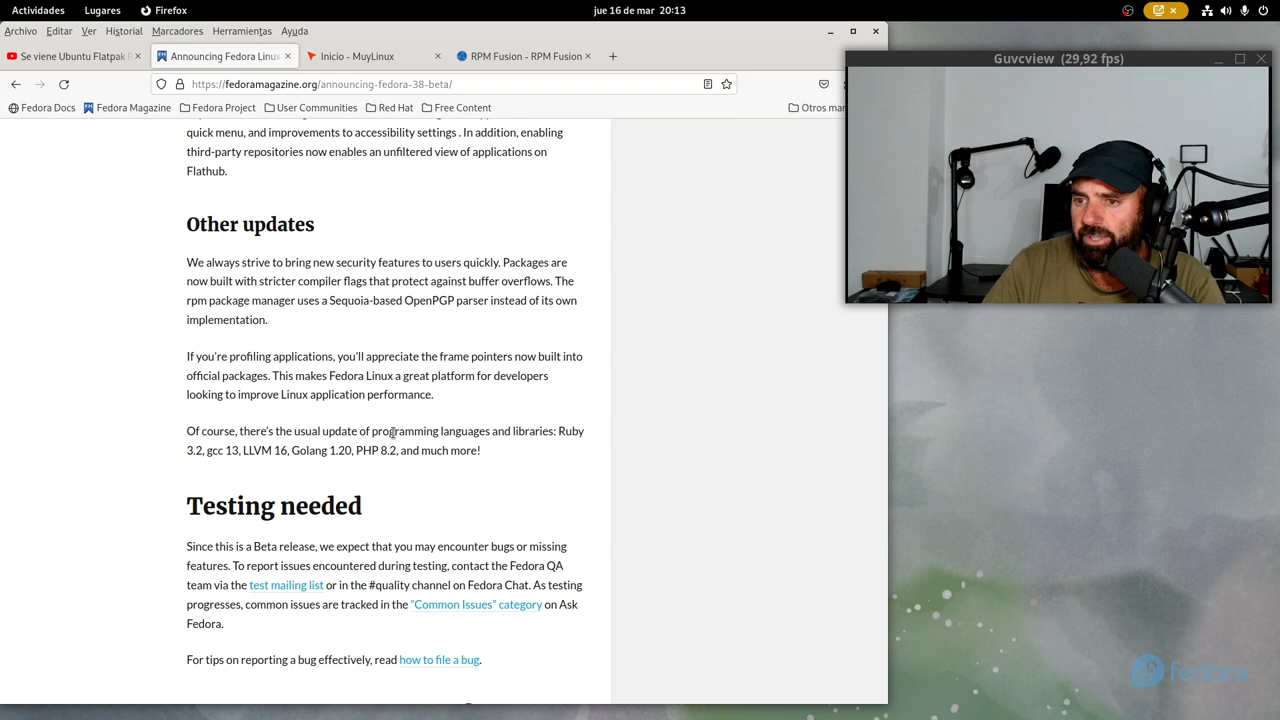 Actividades Lugares Firefox jue 16 de mar 20:13
Archivo Editar Ver Historial Marcadores Herramientas Ayuda
Se viene Ubuntu Flatpak Announcing Fedora Linux Inicio - MuyLinux RPM Fusion - RPM Fusion
https://fedoramagazine.org/announcing-fedora-38-beta/
Fedora Docs Fedora Magazine Fedora Project User Communities Red Hat Free Content Otros
Guvcview (29,92 fps)
quick menu, and improvements to accessibility settings . In addition, enabling
third-party repositories now enables an unfiltered view of applications on
Flathub.
Other updates
We always strive to bring new security features to users quickly. Packages are
now built with stricter compiler flags that protect against buffer overflows. The
rpm package manager uses a Sequoia-based OpenPGP parser instead of its own
implementation.
If you're profiling applications, you'll appreciate the frame pointers now built into
official packages. This makes Fedora Linux a great platform for developers
looking to improve Linux application performance.
Of course, there's the usual update of programming languages and libraries: Ruby
3.2, gcc 13, LLVM 16, Golang 1.20, PHP 8.2, and much more!
Testing needed
Since this is a Beta release, we expect that you may encounter bugs or missing
features. To report issues encountered during testing, contact the Fedora QA
team via the test mailing list or in the #quality channel on Fedora Chat. As testing
progresses, common issues are tracked in the "Common Issues" category on Ask
Fedora.
For tips on reporting a bug effectively, read how to file a bug.
fedora